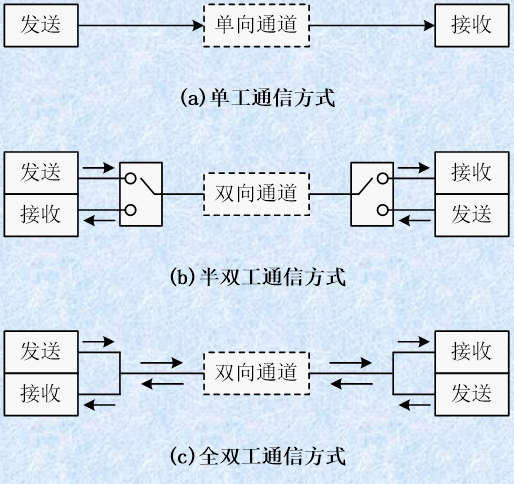 发送 单向通道 接收
(a)单工通信方式
发送 接收
双向通道
接收 发送
(b)半双工通信方式
发送 接收
双向通道
接收 发送
(c)全双工通信方式